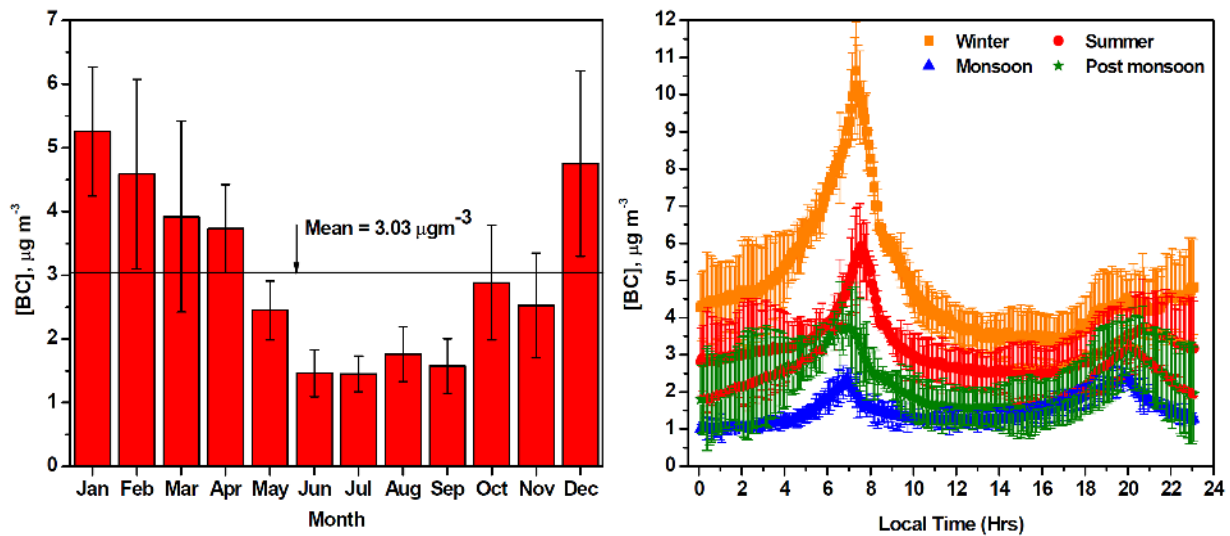 7
6
5
4
3
2
1
0
[BC], μg m-3
Mean = 3.03 μgm-3
Jan Feb Mar Apr May Jun Jul Aug Sep Oct Nov Dec
Month
12
11
10
9
8
7
6
5
4
3
2
1
0
[BC], μg m-3
Winter Summer
Monsoon Post monsoon
0 2 4 6 8 10 12 14 16 18 20 22 24
Local Time (Hrs)